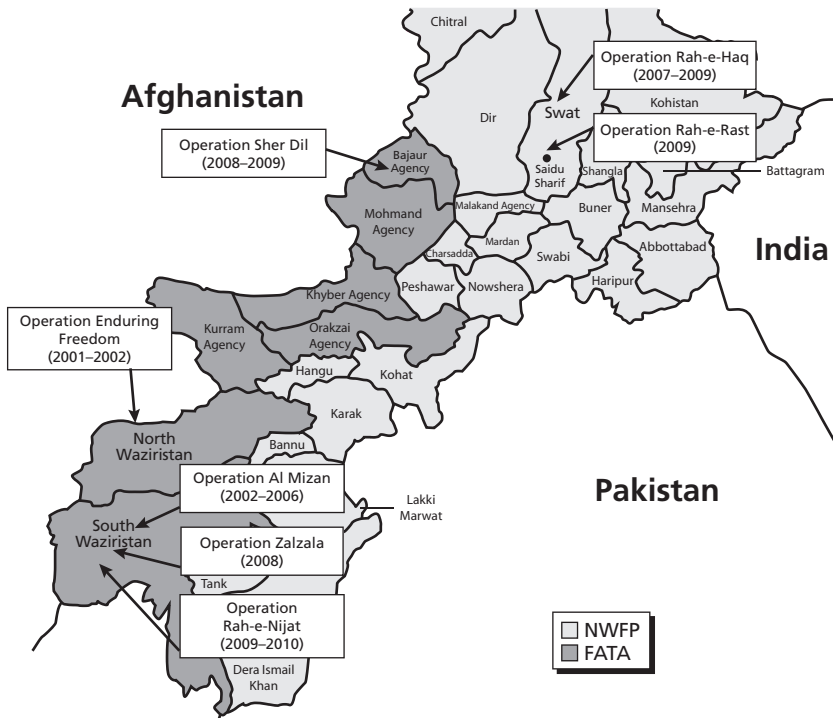 Chitral
Operation Rah-e-Haq
(2007–2009)
Afghanistan
Kohistan
Swat
Dir
Operation Rah-e-Rast
(2009)
Operation Sher Dil
(2008–2009)
Bajaur
Agency
Saidu
Sharif
Shangla
Battagram
Malakand Agency
Buner
Mansehra
Mohmand
Agency
Mardan
Charsadda
Swabi
Abbottabad
India
Peshawar
Nowshera
Haripur
Khyber Agency
Operation Enduring
Freedom
(2001–2002)
Kurram
Agency
Orakzai
Agency
Hangu
Kohat
Karak
North
Waziristan
Bannu
Operation Al Mizan
(2002–2006)
Pakistan
Lakki
Marwat
South
Waziristan
Operation Zalzala
(2008)
Tank
Operation
Rah-e-Nijat
(2009–2010)
NWFP
FATA
Dera Ismail
Khan